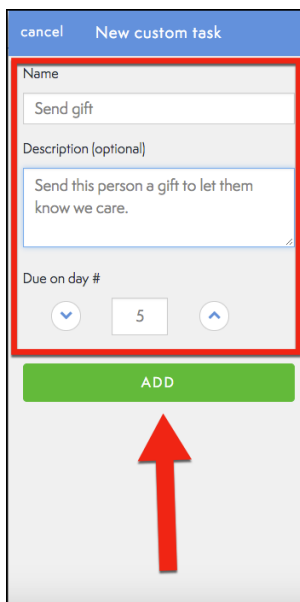 cancel New custom task
Name
Send gift
Description (optional)
Send this person a gift to let them
know we care.
Due on day #
5
ADD